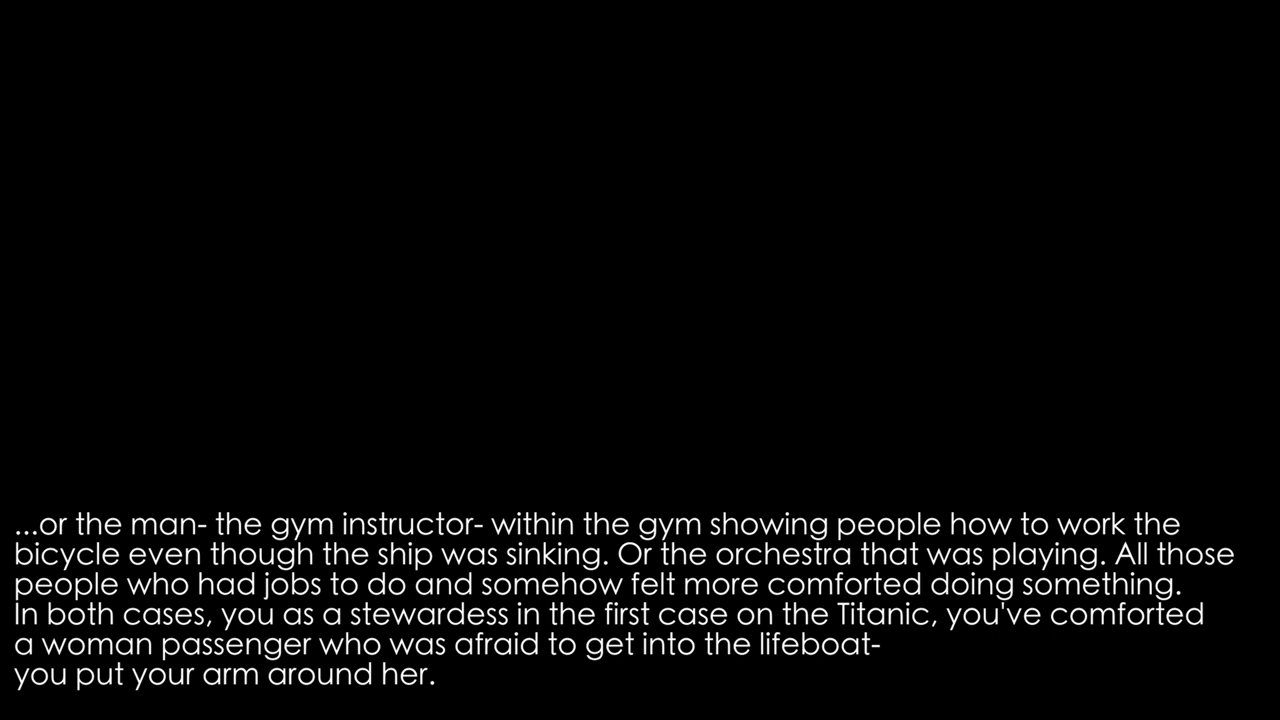 ...or the man- the gym instructor- within the gym showing people how to work the
bicycle even though the ship was sinking. Or the orchestra that was playing. All those
people who had jobs to do and somehow felt more comforted doing something.
In both cases, you as a stewardess in the first case on the Titanic, you've comforted
a woman passenger who was afraid to get into the lifeboat-
you put your arm around her.